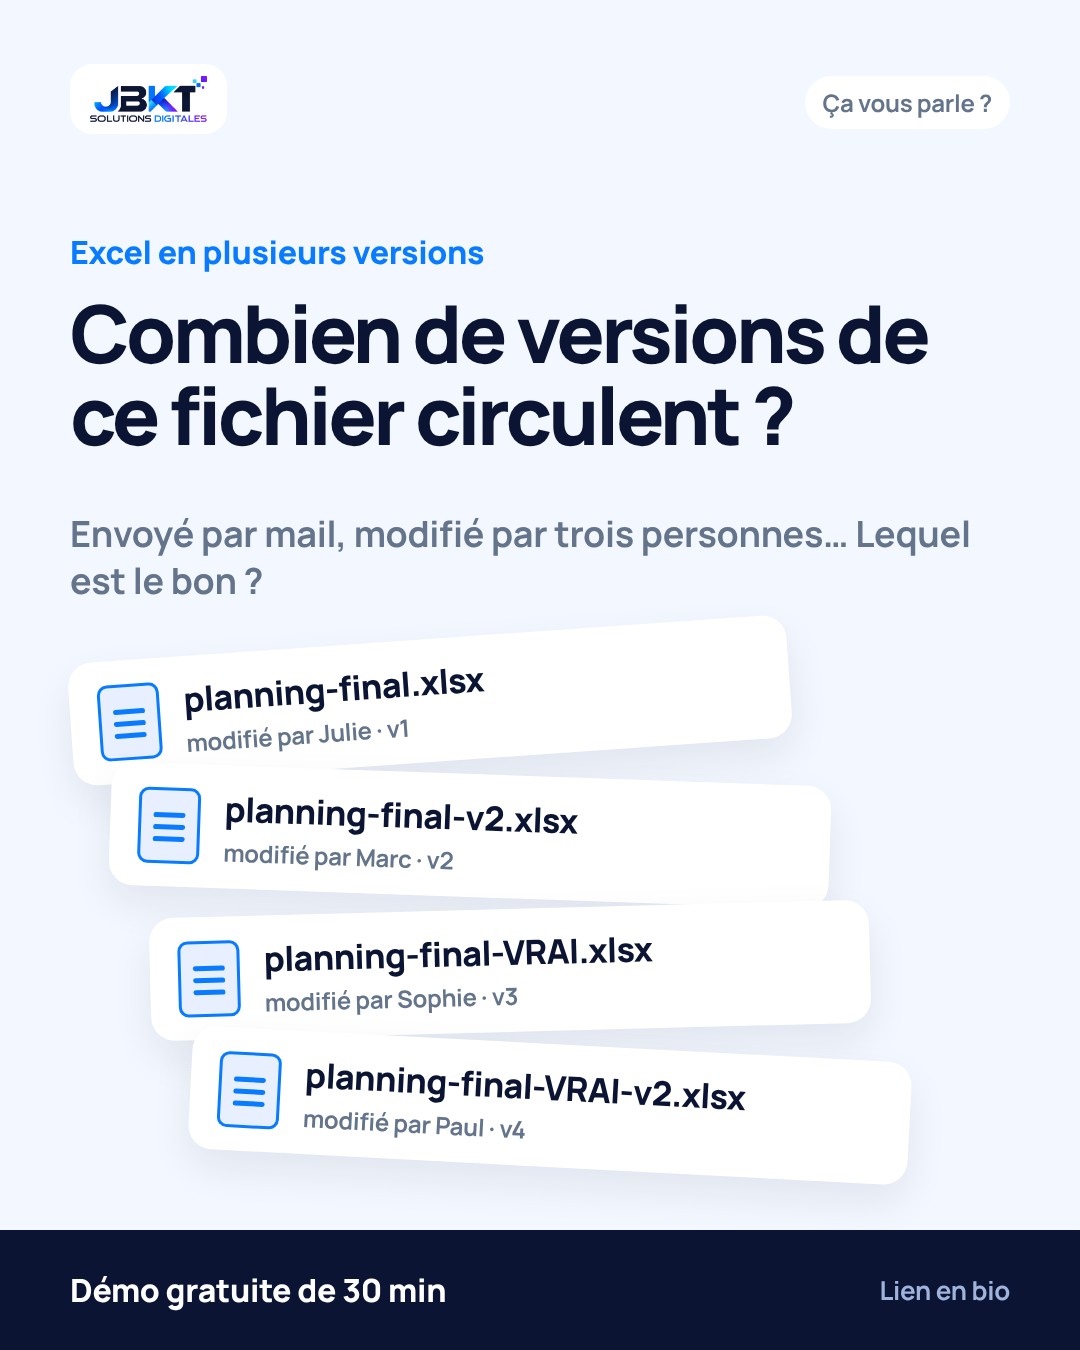 JBKT
SOLUTIONS DIGITALES
Ça vous parle ?
Excel en plusieurs versions
Combien de versions de
ce fichier circulent ?
Envoyé par mail, modifié par trois personnes... Lequel
est le bon ?
planning-final.xlsx
modifié par Julie · v1
planning-final-v2.xlsx
modifié par Marc · v2
planning-final-VRAI.xlsx
modifié par Sophie · v3
planning-final-VRAI-v2.xlsx
modifié par Paul · v4
Démo gratuite de 30 min
Lien en bio